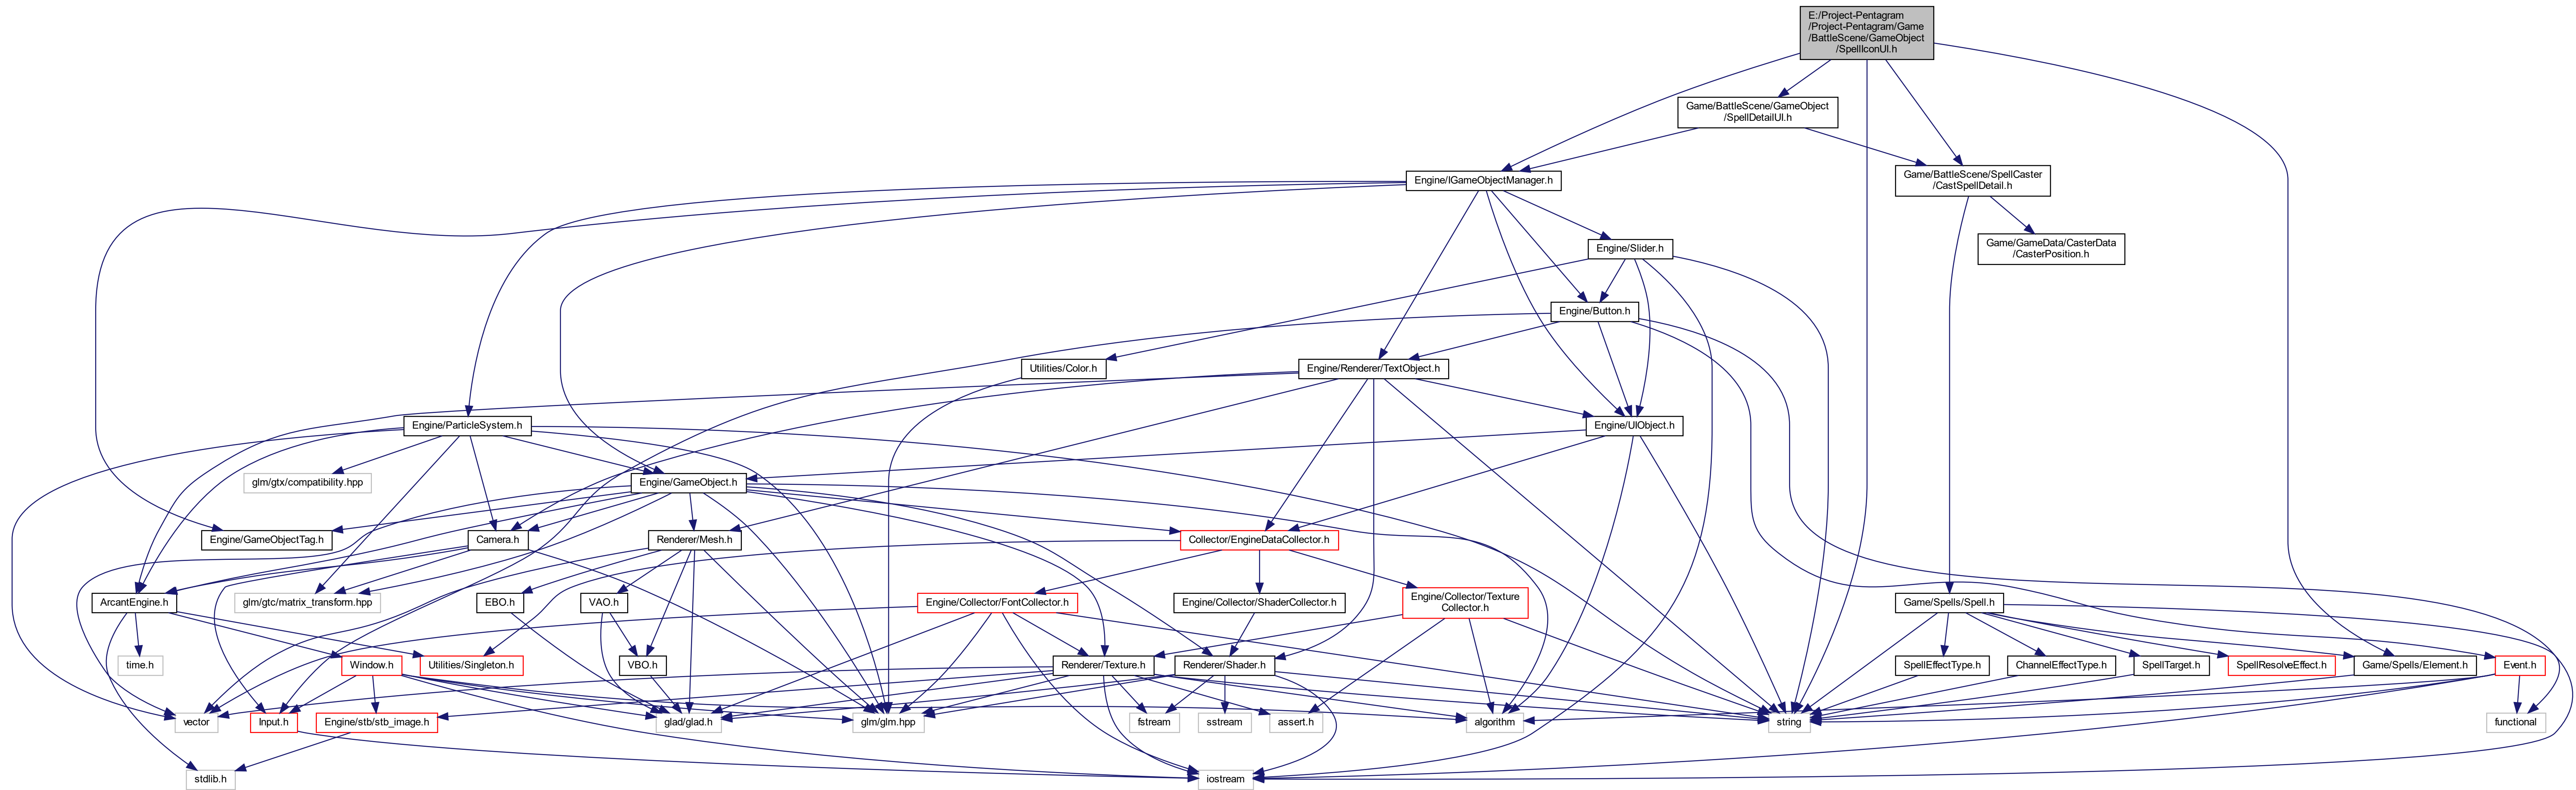 E:/Project-Pentagram
/Project-Pentagram/Game
/BattleScene/GameObject
/SpellIconUI.h
Game/BattleScene/GameObject
/SpellDetailUI.h
Engine/IGameObjectManager.h
Game/BattleScene/SpellCaster
/CastSpellDetail.h
Engine/Slider.h
Game/GameData/CasterData
/CasterPosition.h
Engine/Button.h
Utilities/Color.h
Engine/Renderer/TextObject.h
Engine/ParticleSystem.h
Engine/UIObject.h
glm/gtx/compatibility.hpp
Engine/GameObject.h
Engine/GameObjectTag.h
Camera.h
Renderer/Mesh.h
Collector/EngineDataCollector.h
ArcantEngine.h
glm/gtc/matrix_transform.hpp
EBO.h
VAO.h
Engine/Collector/FontCollector.h
Engine/Collector/ShaderCollector.h
Engine/Collector/Texture
Collector.h
Game/Spells/Spell.h
time.h
Window.h
Utilities/Singleton.h
VBO.h
Renderer/Texture.h
Renderer/Shader.h
SpellEffectType.h
ChannelEffectType.h
SpellTarget.h
SpellResolveEffect.h
Game/Spells/Element.h
Event.h
vector
Input.h
Engine/stb/stb_image.h
glad/glad.h
glm/glm.hpp
fstream
sstream
assert.h
algorithm
string
functional
stdlib.h
iostream